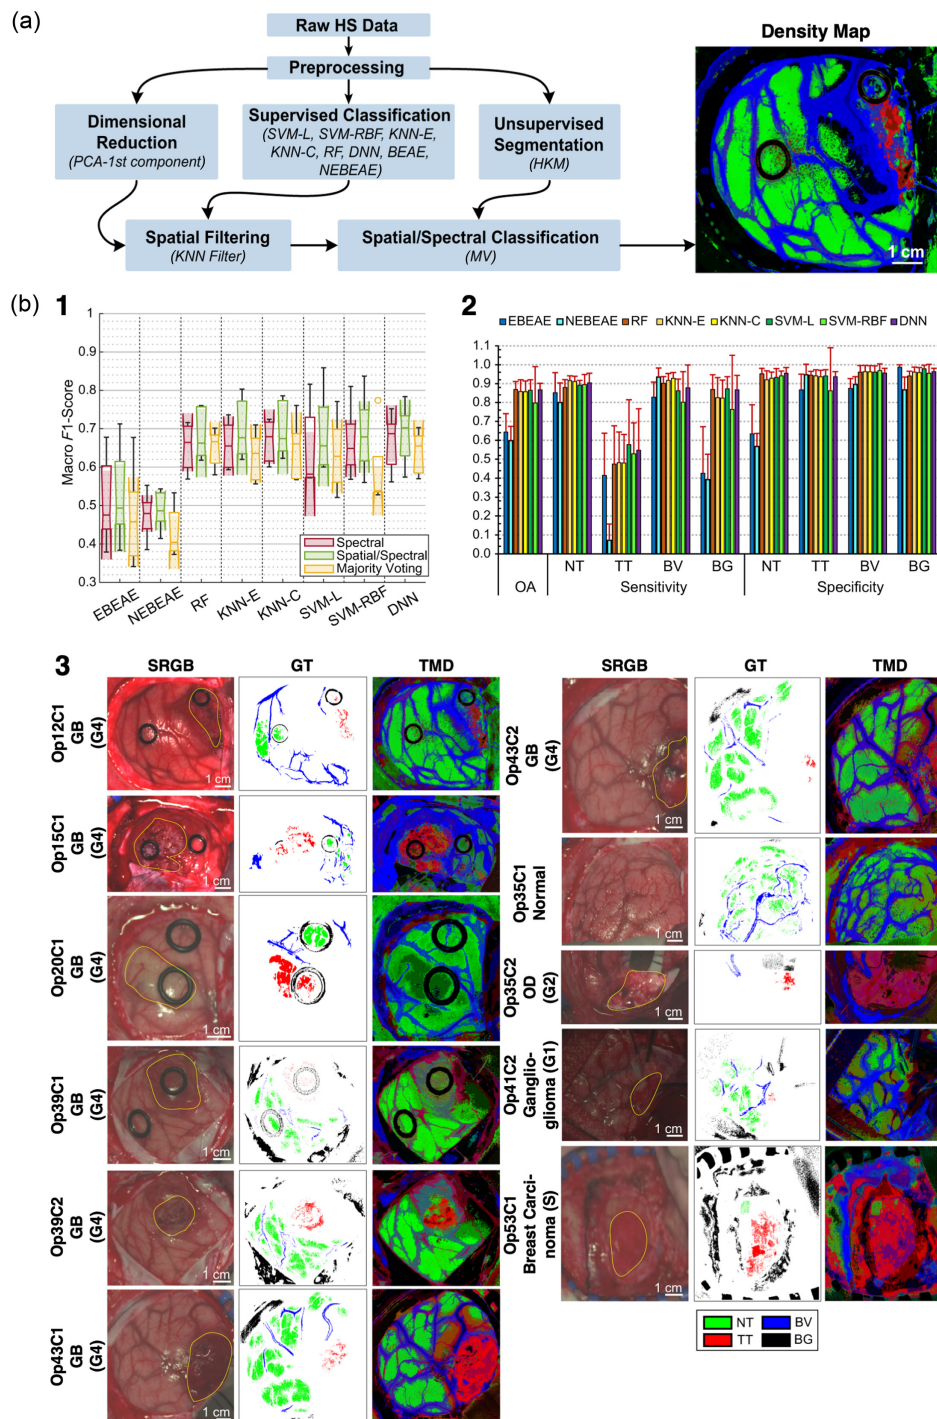 (a)
Raw HS Data
Preprocessing
Dimensional
Reduction
(PCA-1st component)
Supervised Classification
(SVM-L, SVM-RBF, KNN-E,
KNN-C, RF, DNN, BEAE,
NEBEAE)
Unsupervised
Segmentation
(HKM)
Spatial Filtering
(KNN Filter)
Spatial/Spectral Classification
(MV)
Density Map
1 cm
(b)
1
Macro F1-Score
1
0.9
0.8
0.7
0.6
0.5
0.4
0.3
Spectral
Spatial/Spectral
Majority Voting
EBEAE
NEBEAE
RF
KNN-E
KNN-C
SVM-L
SVM-RBF
DNN
2
EBEAE NEBEAE RF KNN-E KNN-C SVM-L SVM-RBF DNN
1.1
1.0
0.9
0.8
0.7
0.6
0.5
0.4
0.3
0.2
0.1
0.0
NT TT BV BG NT TT BV BG
OA Sensitivity Specificity
3
SRGB GT TMD
Op12C1
GB
(G4)
1 cm
Op15C1
GB
(G4)
1 cm
Op20C1
GB
(G4)
1 cm
Op39C1
GB
(G4)
1 cm
Op39C2
GB
(G4)
1 cm
Op43C1
GB
(G4)
1 cm
SRGB GT TMD
Op43C2
GB
(G4)
1 cm
Op35C1
Normal
1 cm
Op35C2
OD
(G2)
1 cm
Op41C2
Ganglio-
glioma (G1)
1 cm
Op53C1
Breast Carci-
noma (S)
1 cm
NT BV
TT BG